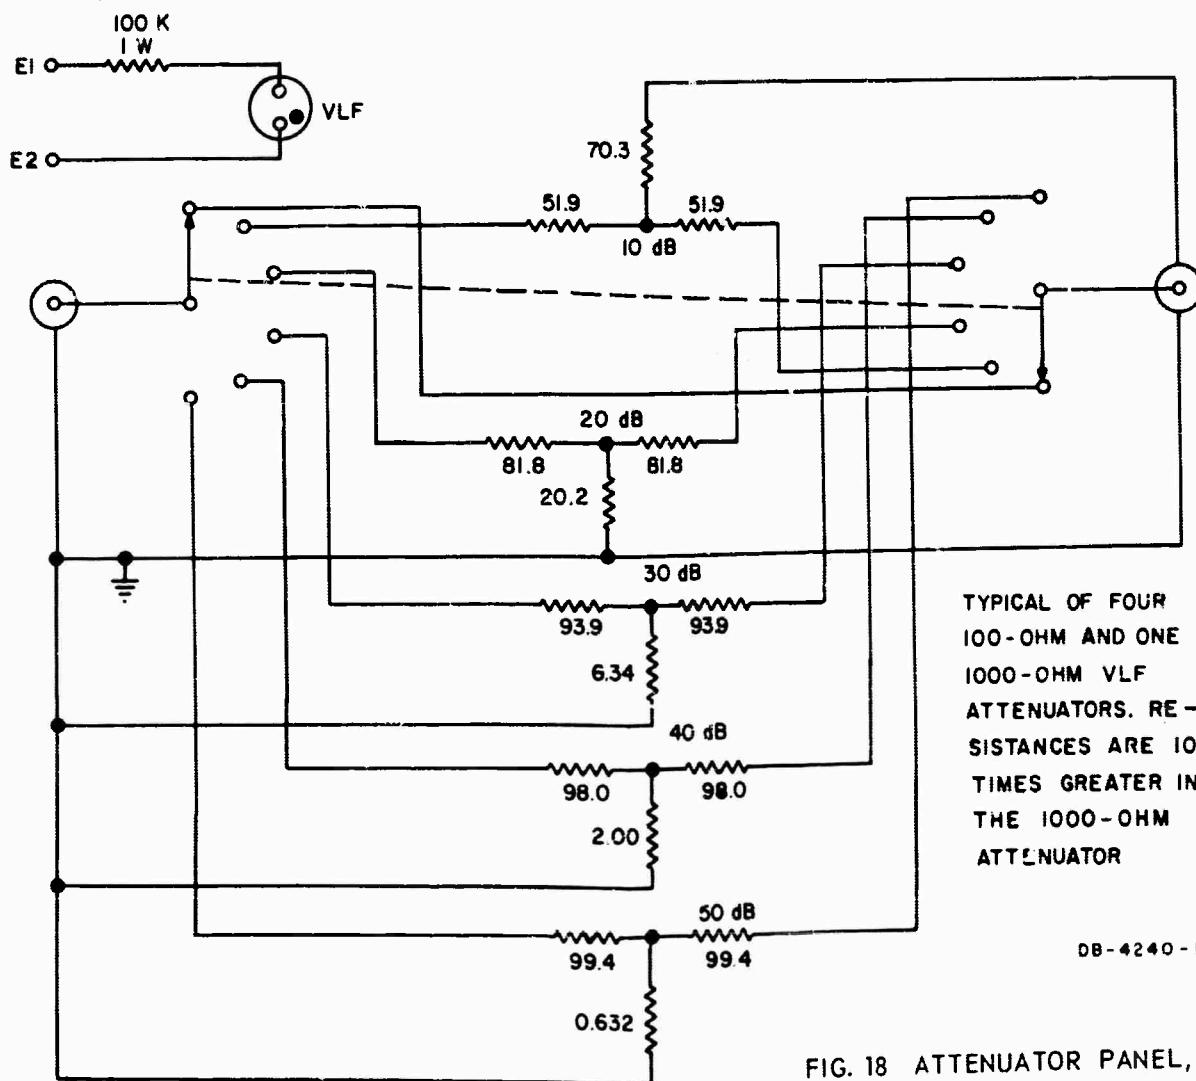 100 K
1 W
E1
VLF
E2
70.3
51.9
51.9
10 dB
20 dB
81.8
81.8
20.2
30 dB
93.9
93.9
6.34
TYPICAL OF FOUR
100-OHM AND ONE
1000-OHM VLF
ATTENUATORS. RE-
SISTANCES ARE 10
TIMES GREATER IN
THE 1000-OHM
ATTENUATOR
40 dB
98.0
98.0
2.00
50 dB
99.4
99.4
DB-4240-
0.632
FIG. 18 ATTENUATOR PANEL,